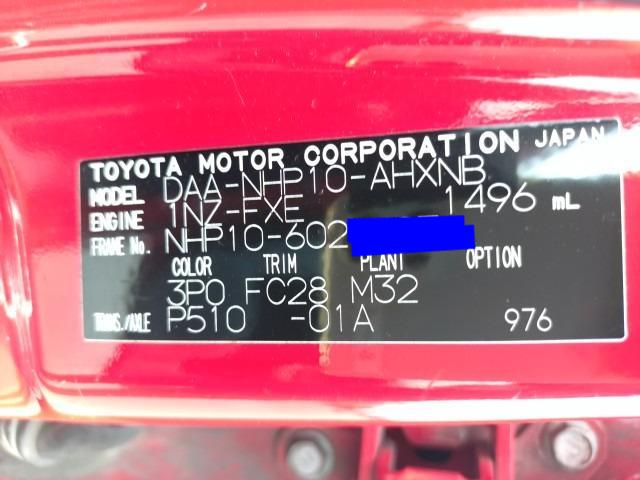 TOYOTA MOTOR CORPORATION JAPAN
MODEL DAA-NHP10-AHXNB
ENGINE 1NZ-FXE 1496 mL
FRAME No. NHP10-602
COLOR TRIM PLANT OPTION
3P0 FC28 M32
TRANS./AXLE P510 -01A 976